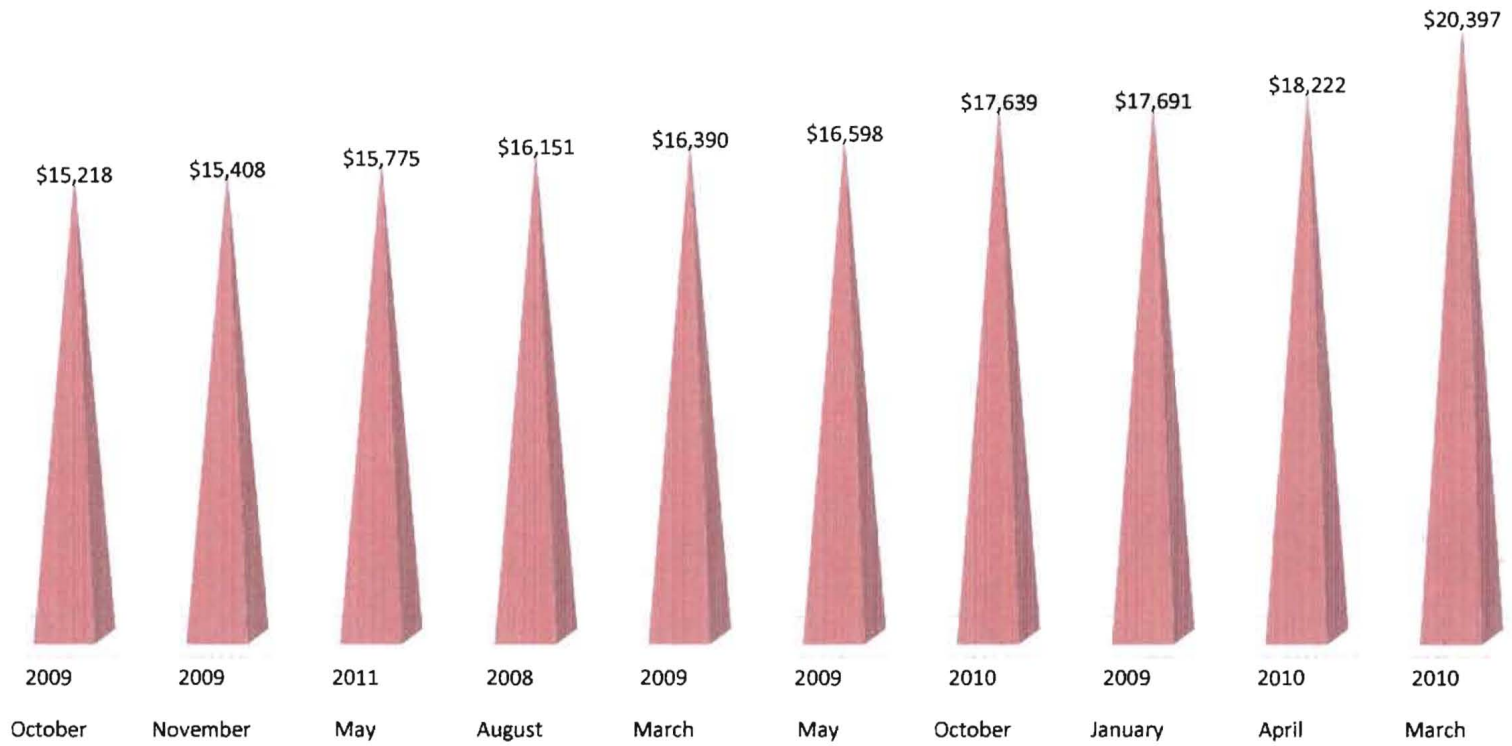 $15,218 $15,408 $15,775 $16,151 $16,390 $16,598 $17,639 $17,691 $18,222 $20,397
2009 2009 2011 2008 2009 2009 2010 2009 2010 2010
October November May August March May October January April March